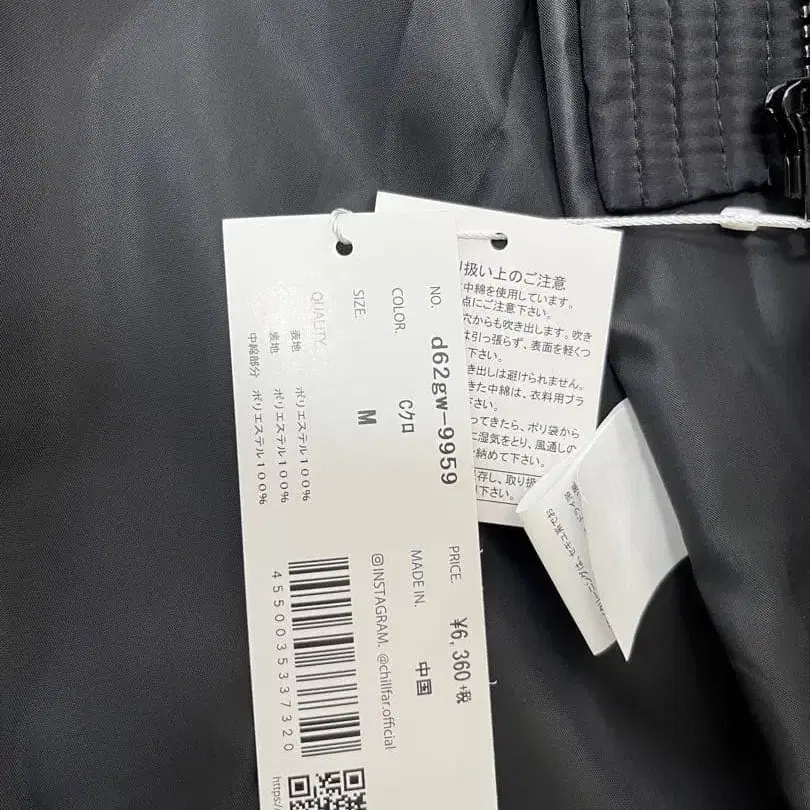 NO. d62gw-9959
COLOR. Cクロ
SIZE. M
QUALITY.
表地 ポリエステル100%
裏地 ポリエステル100%
中綿部分 ポリエステル100%
PRICE. ¥6,360+税
MADE IN. 中国
INSTAGRAM. @chillfar.official
4550035337320
https:/
り扱い上のご注意
中綿を使用しています。
点にご注意下さい。
穴からも吹き出します。吹き
は引っ張らず、表面を軽くつ
下さい。
き出しは避けられません。
きた中綿は、衣料用ブラ
さい。
ってきたら、ポリ袋から
に湿気をとり、風通しの
納めて下さい。
存し、取り扱
下さい。